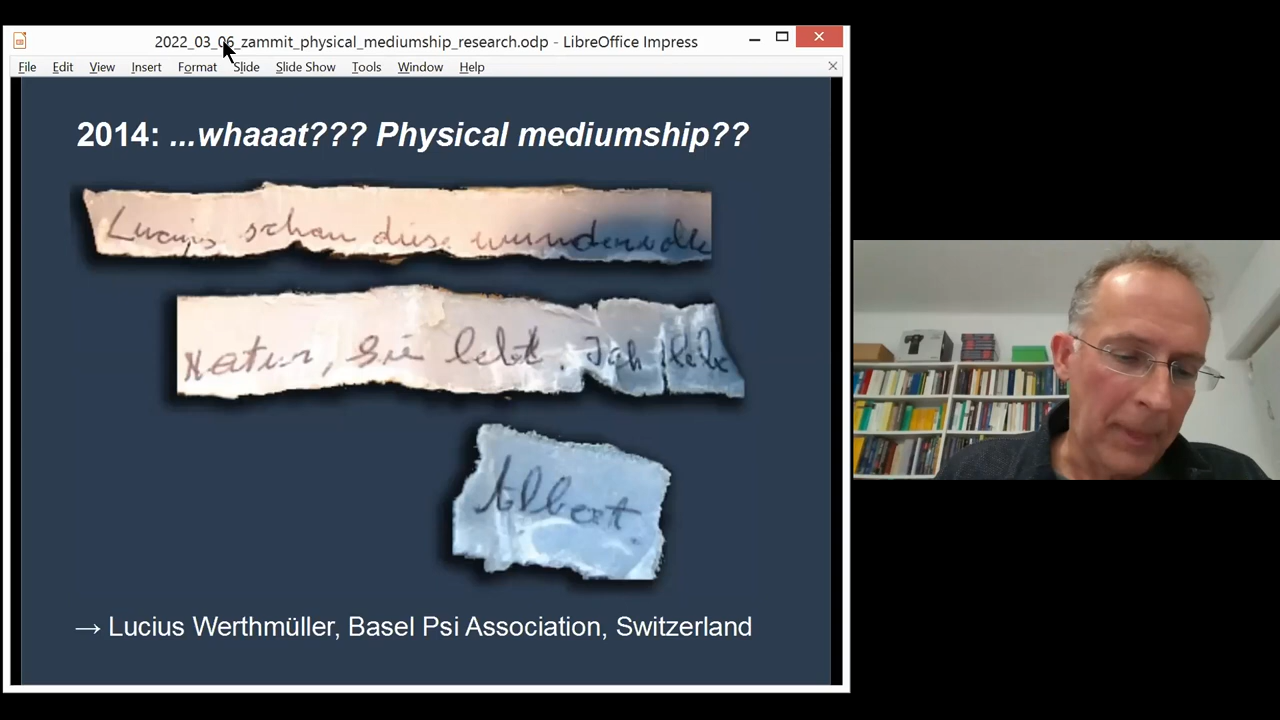 2022_03_06_zammit_physical_mediumship_research.odp - LibreOffice Impress
File Edit View Insert Format Slide Slide Show Tools Window Help
2014: ...whaaat??? Physical mediumship??
Lucius schau diese wundervolle
Natur, sie lebt. Ich lebe
Albert.
→ Lucius Werthmüller, Basel Psi Association, Switzerland